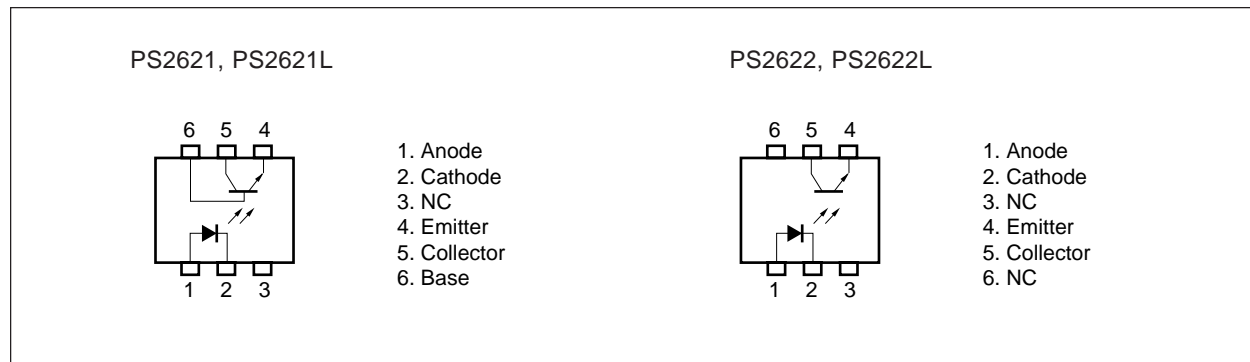 PS2621, PS2621L
6 5 4
1 2 3
1. Anode
2. Cathode
3. NC
4. Emitter
5. Collector
6. Base
PS2622, PS2622L
6 5 4
1 2 3
1. Anode
2. Cathode
3. NC
4. Emitter
5. Collector
6. NC